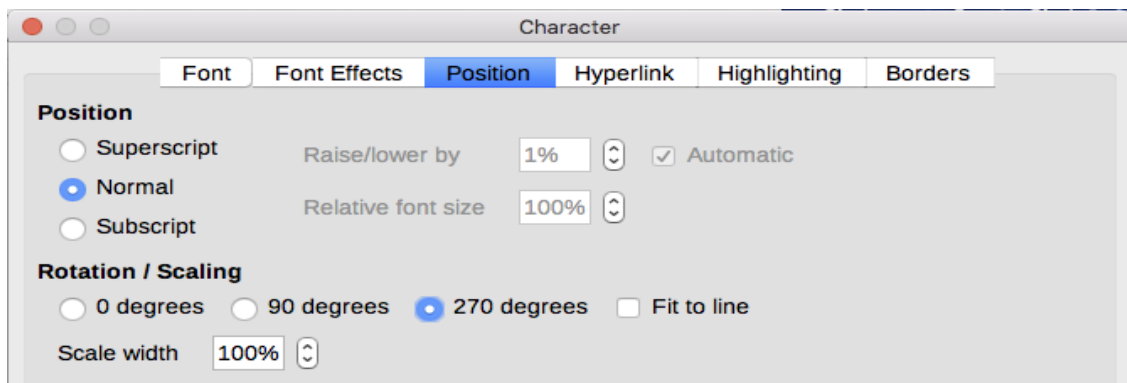 Character
Font Font Effects Position Hyperlink Highlighting Borders
Position
Superscript
Raise/lower by 1% Automatic
Normal
Relative font size 100%
Subscript
Rotation / Scaling
0 degrees 90 degrees 270 degrees Fit to line
Scale width 100%